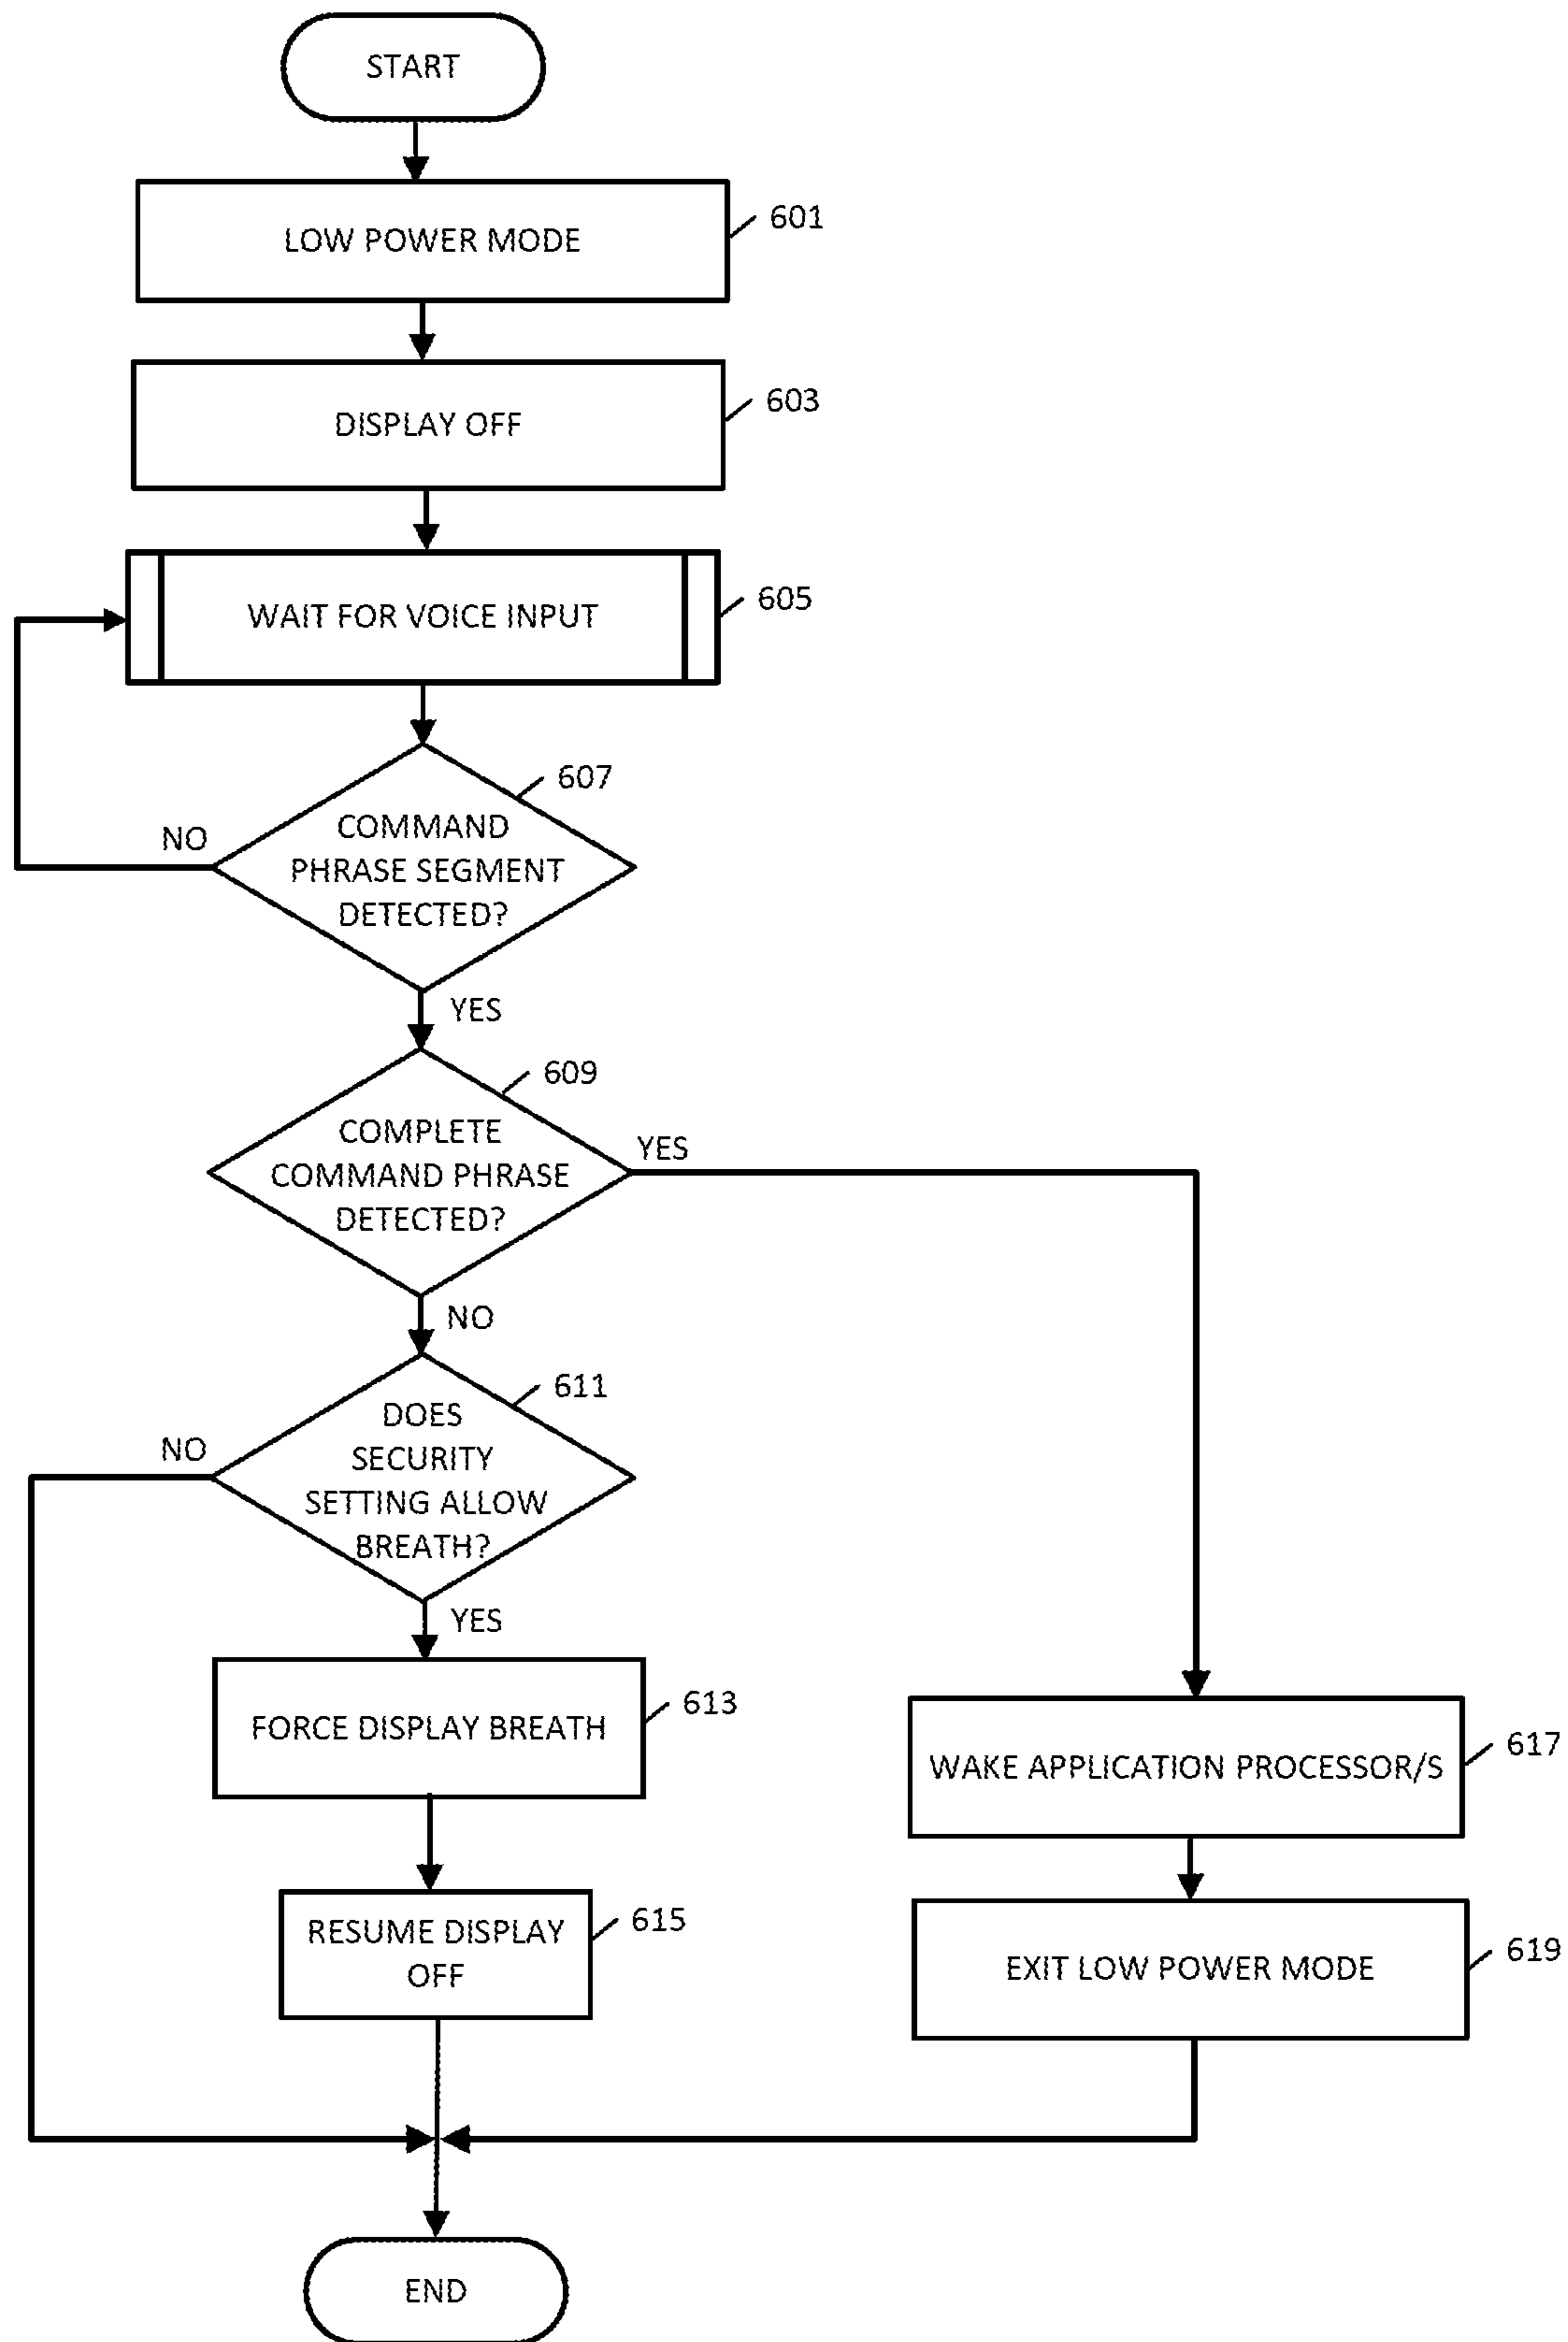 START
LOW POWER MODE
601
DISPLAY OFF
603
WAIT FOR VOICE INPUT
605
607
COMMAND
PHRASE SEGMENT
DETECTED?
NO
YES
609
COMPLETE
COMMAND PHRASE
DETECTED?
YES
NO
611
DOES
SECURITY
SETTING ALLOW
BREATH?
NO
YES
FORCE DISPLAY BREATH
613
WAKE APPLICATION PROCESSOR/S
617
RESUME DISPLAY
OFF
615
EXIT LOW POWER MODE
619
END